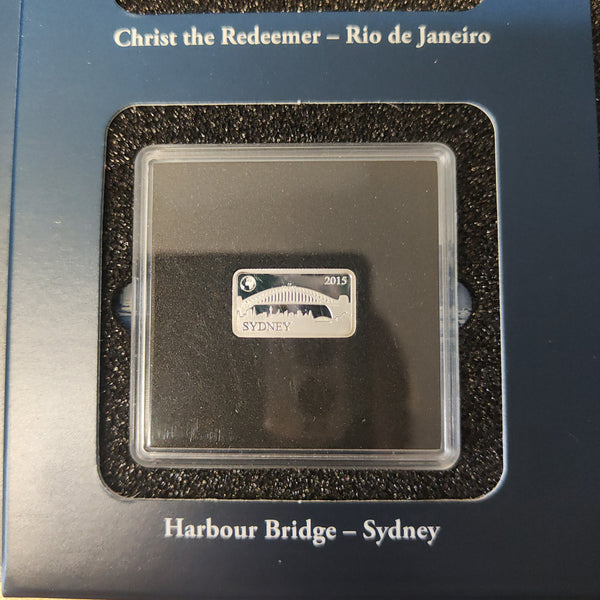 Christ the Redeemer – Rio de Janeiro
2015
SYDNEY
Harbour Bridge – Sydney